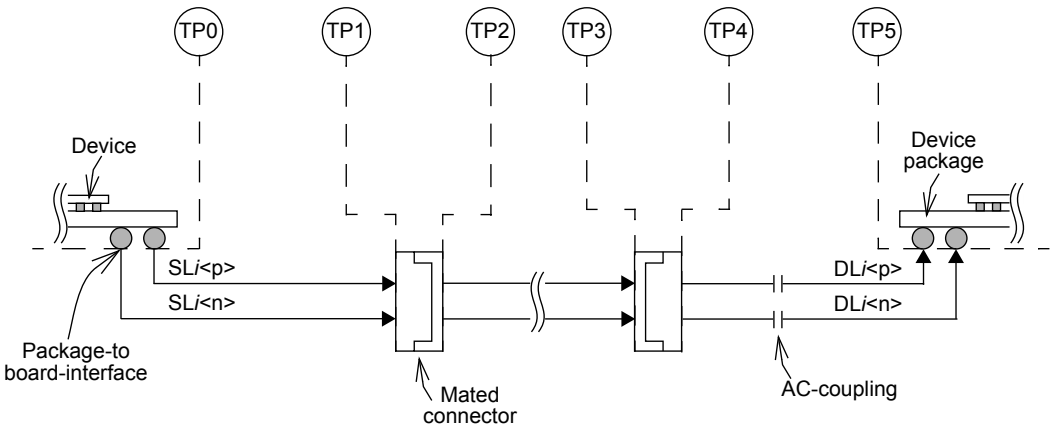 TP0
TP1
TP2
TP3
TP4
TP5
Device
Device
package
SLi<p>
DLi<p>
SLi<n>
DLi<n>
Package-to
board-interface
Mated
connector
AC-coupling